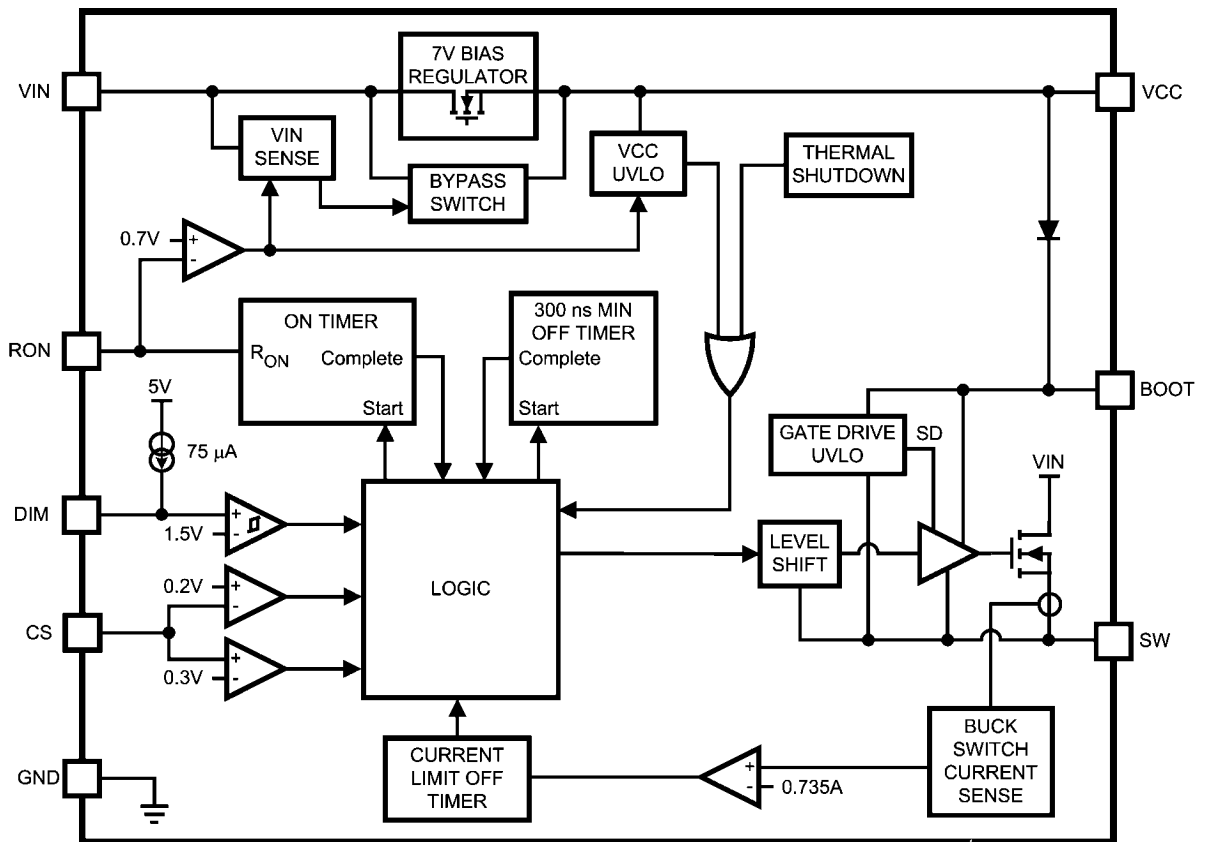 7V BIAS
REGULATOR
VIN
VCC
VIN
SENSE
BYPASS
SWITCH
VCC
UVLO
THERMAL
SHUTDOWN
0.7V
+
-
ON TIMER
RON
Complete
Start
300 ns MIN
OFF TIMER
Complete
Start
RON
5V
75 µA
BOOT
GATE DRIVE
UVLO
SD
VIN
DIM
+
1.5V
-
LEVEL
SHIFT
LOGIC
0.2V
+
-
CS
+
0.3V
-
SW
GND
CURRENT
LIMIT OFF
TIMER
+
-
0.735A
BUCK
SWITCH
CURRENT
SENSE